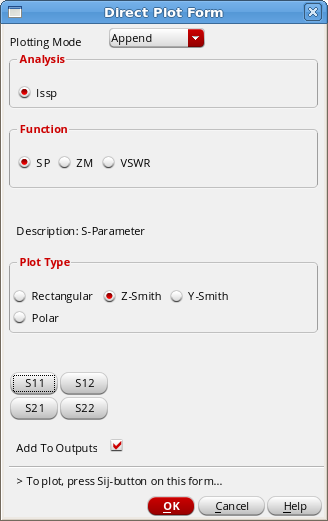 Direct Plot Form
Plotting Mode Append
Analysis
lssp
Function
SP ZM VSWR
Description: S-Parameter
Plot Type
Rectangular Z-Smith Y-Smith
Polar
S11 S12
S21 S22
Add To Outputs
> To plot, press Sij-button on this form...
OK Cancel Help